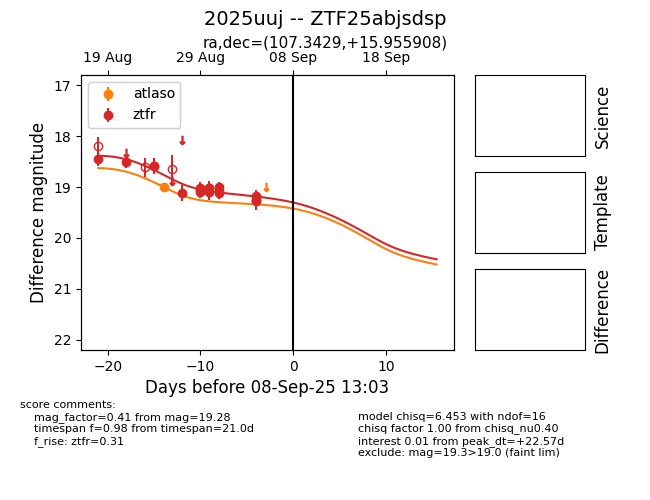 2025uuj -- ZTF25abjsdsp
ra,dec=(107.3429,+15.955908)
19 Aug
29 Aug
08 Sep
18 Sep
atlaso
ztfr
17
18
19
20
21
22
Difference magnitude
−20
−10
0
10
Days before 08-Sep-25 13:03
Science
Template
Difference
score comments:
mag_factor=0.41 from mag=19.28
timespan f=0.98 from timespan=21.0d
f_rise: ztfr=0.31
model chisq=6.453 with ndof=16
chisq factor 1.00 from chisq_nu0.40
interest 0.01 from peak_dt=+22.57d
exclude: mag=19.3>19.0 (faint lim)